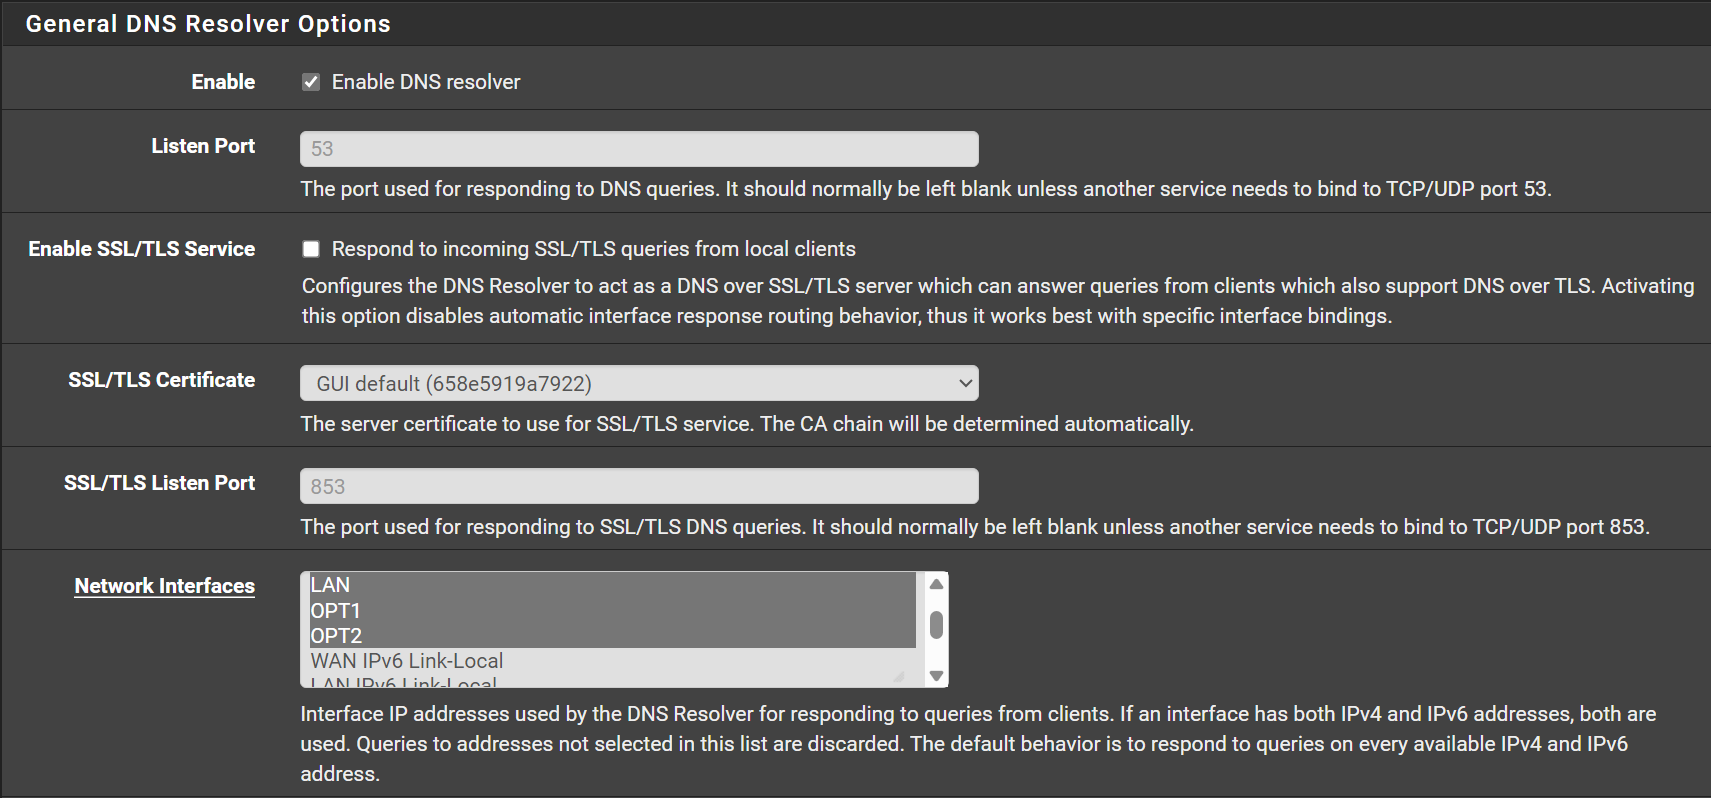 General DNS Resolver Options
Enable
Enable DNS resolver
Listen Port
53
The port used for responding to DNS queries. It should normally be left blank unless another service needs to bind to TCP/UDP port 53.
Enable SSL/TLS Service
Respond to incoming SSL/TLS queries from local clients
Configures the DNS Resolver to act as a DNS over SSL/TLS server which can answer queries from clients which also support DNS over TLS. Activating
this option disables automatic interface response routing behavior, thus it works best with specific interface bindings.
SSL/TLS Certificate
GUI default (658e5919a7922)
The server certificate to use for SSL/TLS service. The CA chain will be determined automatically.
SSL/TLS Listen Port
853
The port used for responding to SSL/TLS DNS queries. It should normally be left blank unless another service needs to bind to TCP/UDP port 853.
Network Interfaces
LAN
OPT1
OPT2
WAN IPv6 Link-Local
LAN IPv6 Link-Local
Interface IP addresses used by the DNS Resolver for responding to queries from clients. If an interface has both IPv4 and IPv6 addresses, both are
used. Queries to addresses not selected in this list are discarded. The default behavior is to respond to queries on every available IPv4 and IPv6
address.